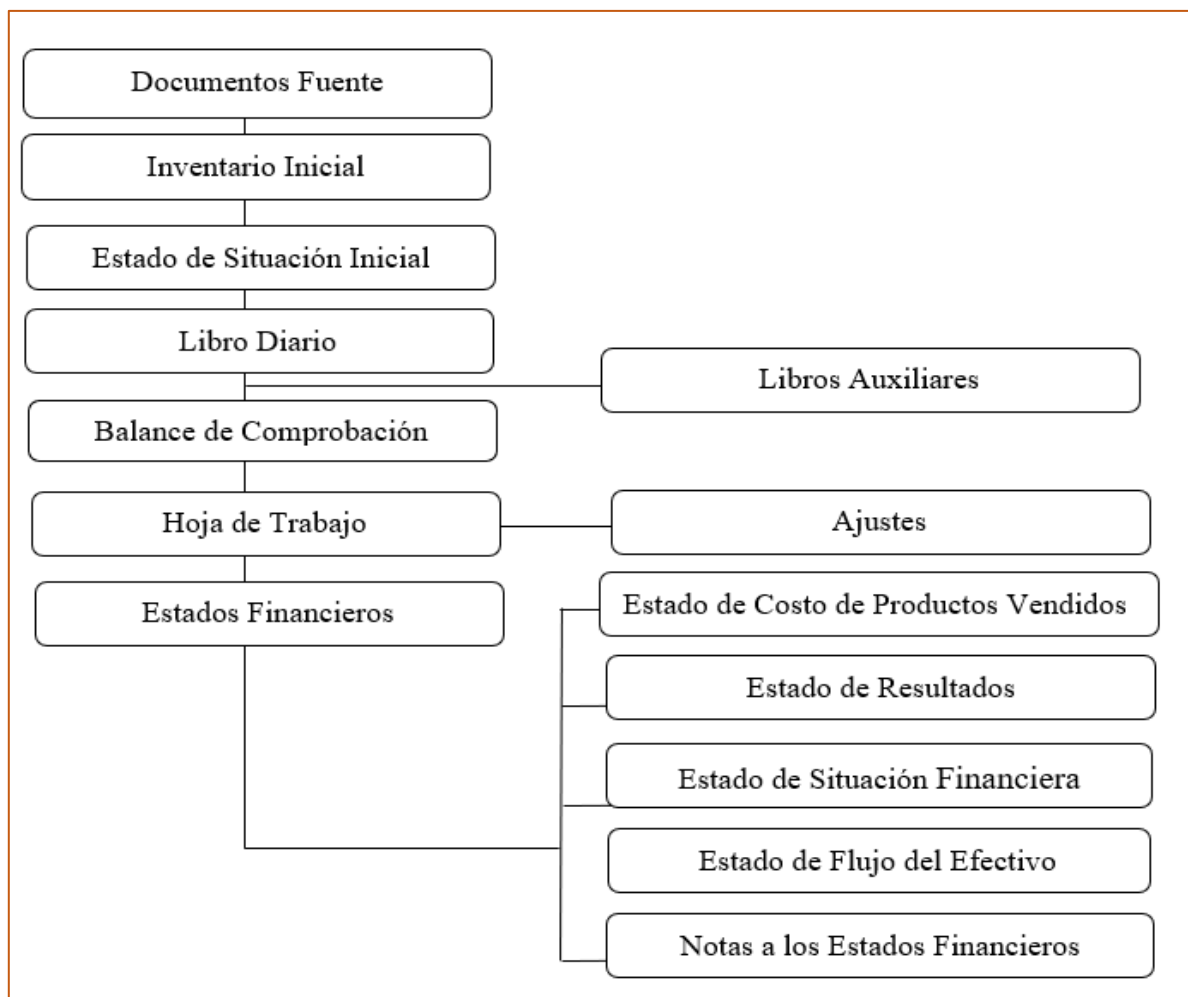 Documentos Fuente
Inventario Inicial
Estado de Situación Inicial
Libro Diario
Libros Auxiliares
Balance de Comprobación
Hoja de Trabajo
Ajustes
Estados Financieros
Estado de Costo de Productos Vendidos
Estado de Resultados
Estado de Situación Financiera
Estado de Flujo del Efectivo
Notas a los Estados Financieros